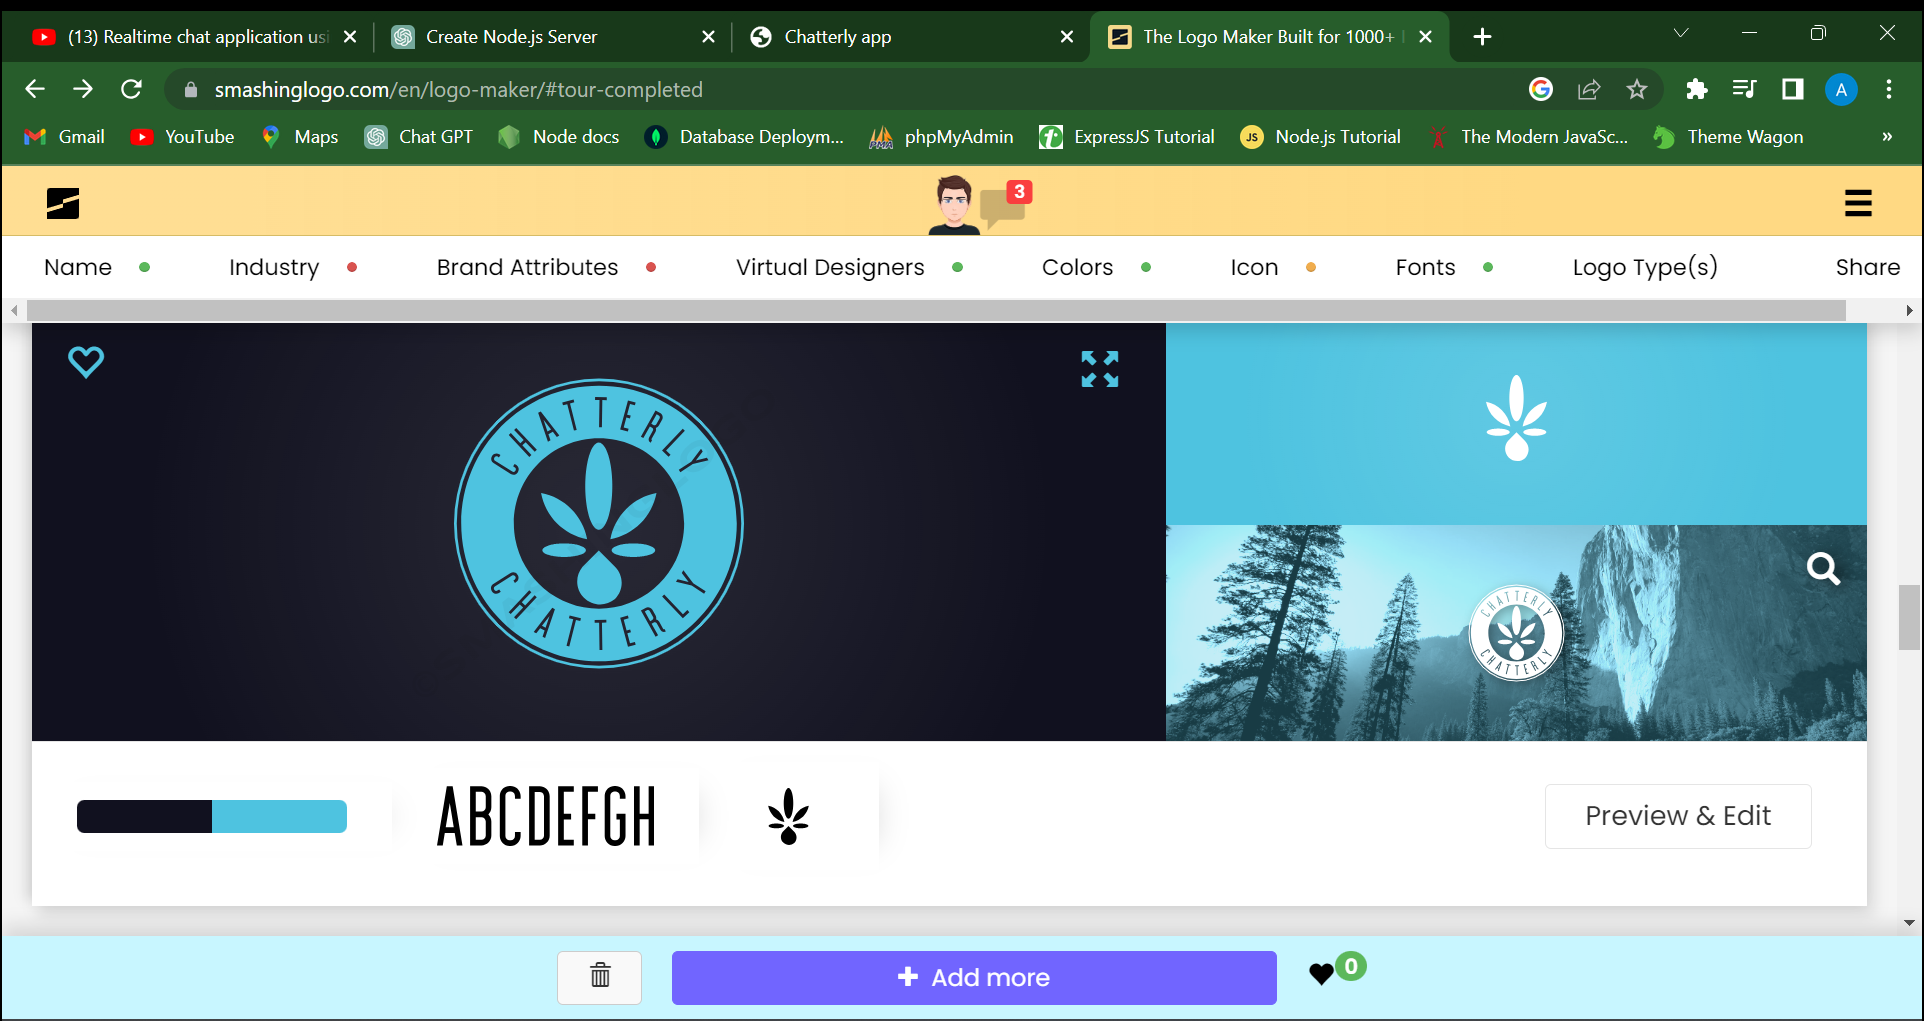 (13) Realtime chat application usi
Create Node.js Server
Chatterly app
The Logo Maker Built for 1000+
smashinglogo.com/en/logo-maker/#tour-completed
A
Gmail
YouTube
Maps
Chat GPT
Node docs
Database Deploym...
phpMyAdmin
ExpressJS Tutorial
JS
Node.js Tutorial
The Modern JavaSc...
Theme Wagon
»
3
Name
Industry
Brand Attributes
Virtual Designers
Colors
Icon
Fonts
Logo Type(s)
Share
CHATTERLY
CHATTERLY
CHATTERLY
CHATTERLY
ABCDEFGH
Preview & Edit
+ Add more
0